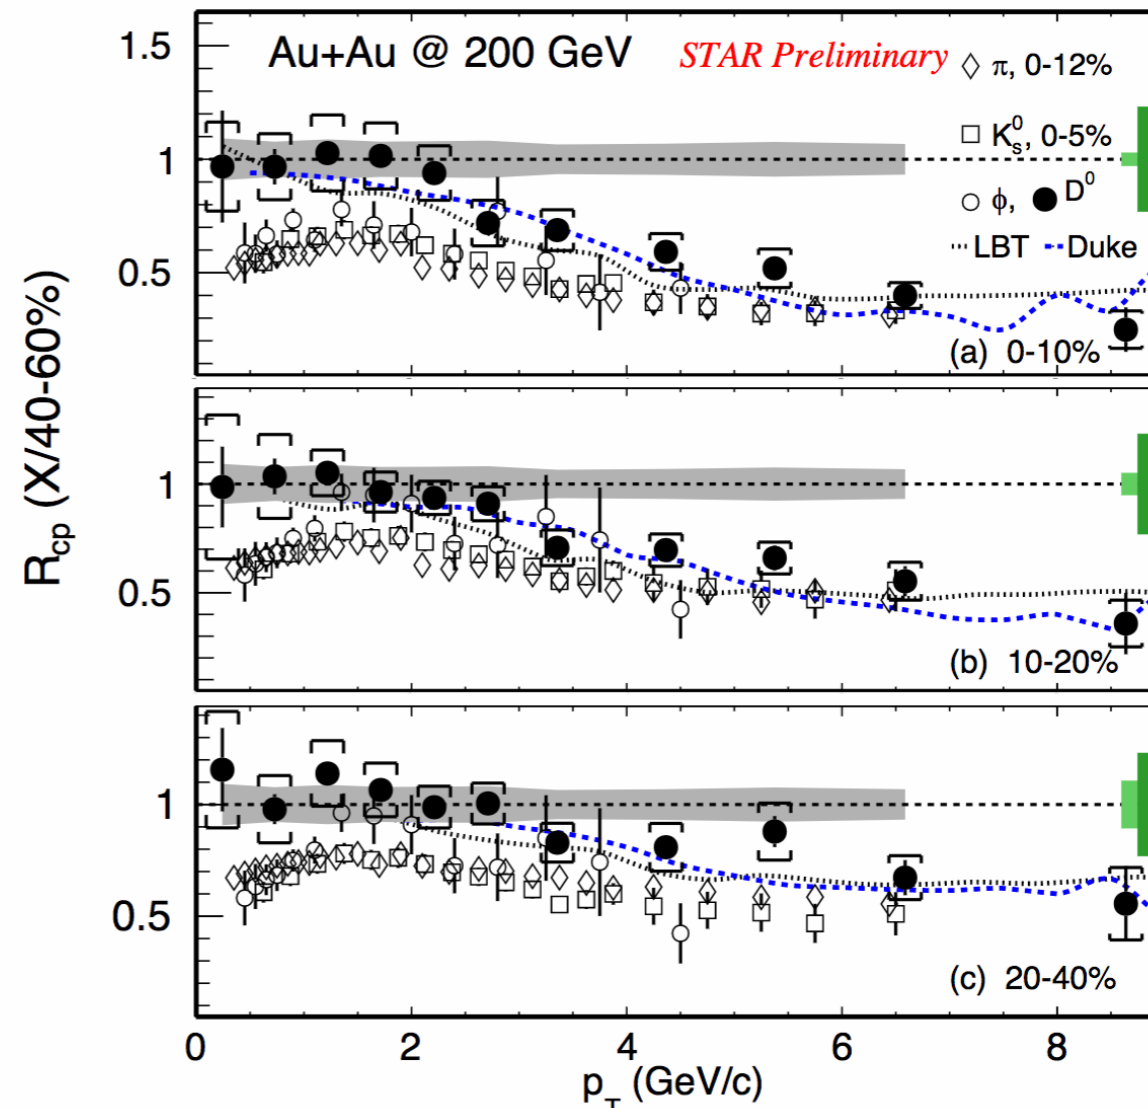 Au+Au @ 200 GeV
STAR Preliminary
π, 0-12%
K⁰ₛ, 0-5%
ϕ, D⁰
LBT Duke
1.5
1
0.5
(a) 0-10%
R_cp (X/40-60%)
1
0.5
(b) 10-20%
1
0.5
(c) 20-40%
0 2 4 6 8
p_T (GeV/c)